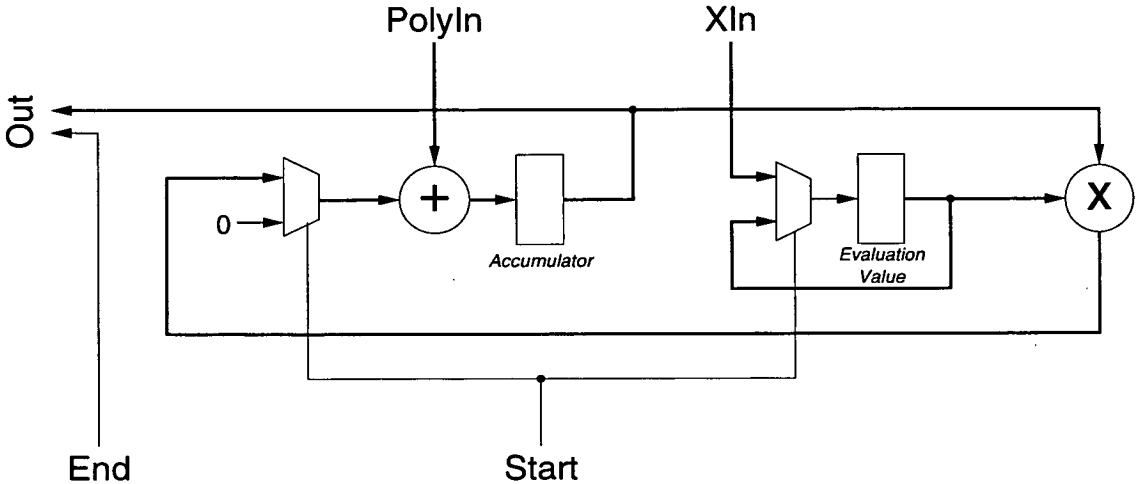 PolyIn
XIn
Out
+
X
0
Accumulator
Evaluation
Value
End
Start